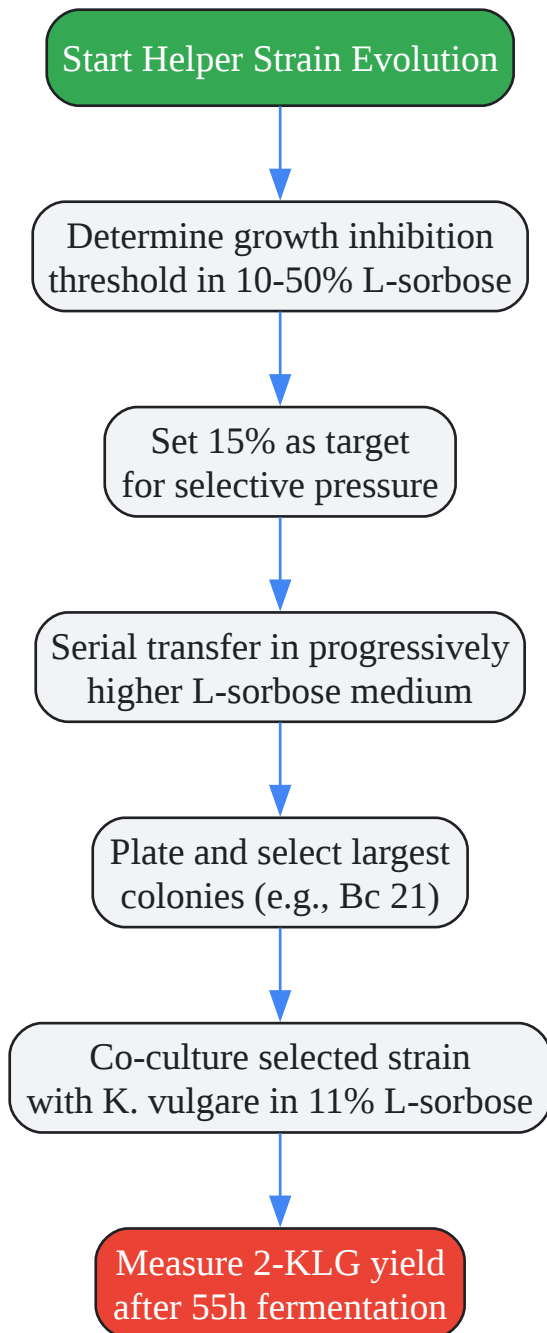 Start Helper Strain Evolution
Determine growth inhibition
threshold in 10-50% L-sorbose
Set 15% as target
for selective pressure
Serial transfer in progressively
higher L-sorbose medium
Plate and select largest
colonies (e.g., Bc 21)
Co-culture selected strain
with K. vulgare in 11% L-sorbose
Measure 2-KLG yield
after 55h fermentation